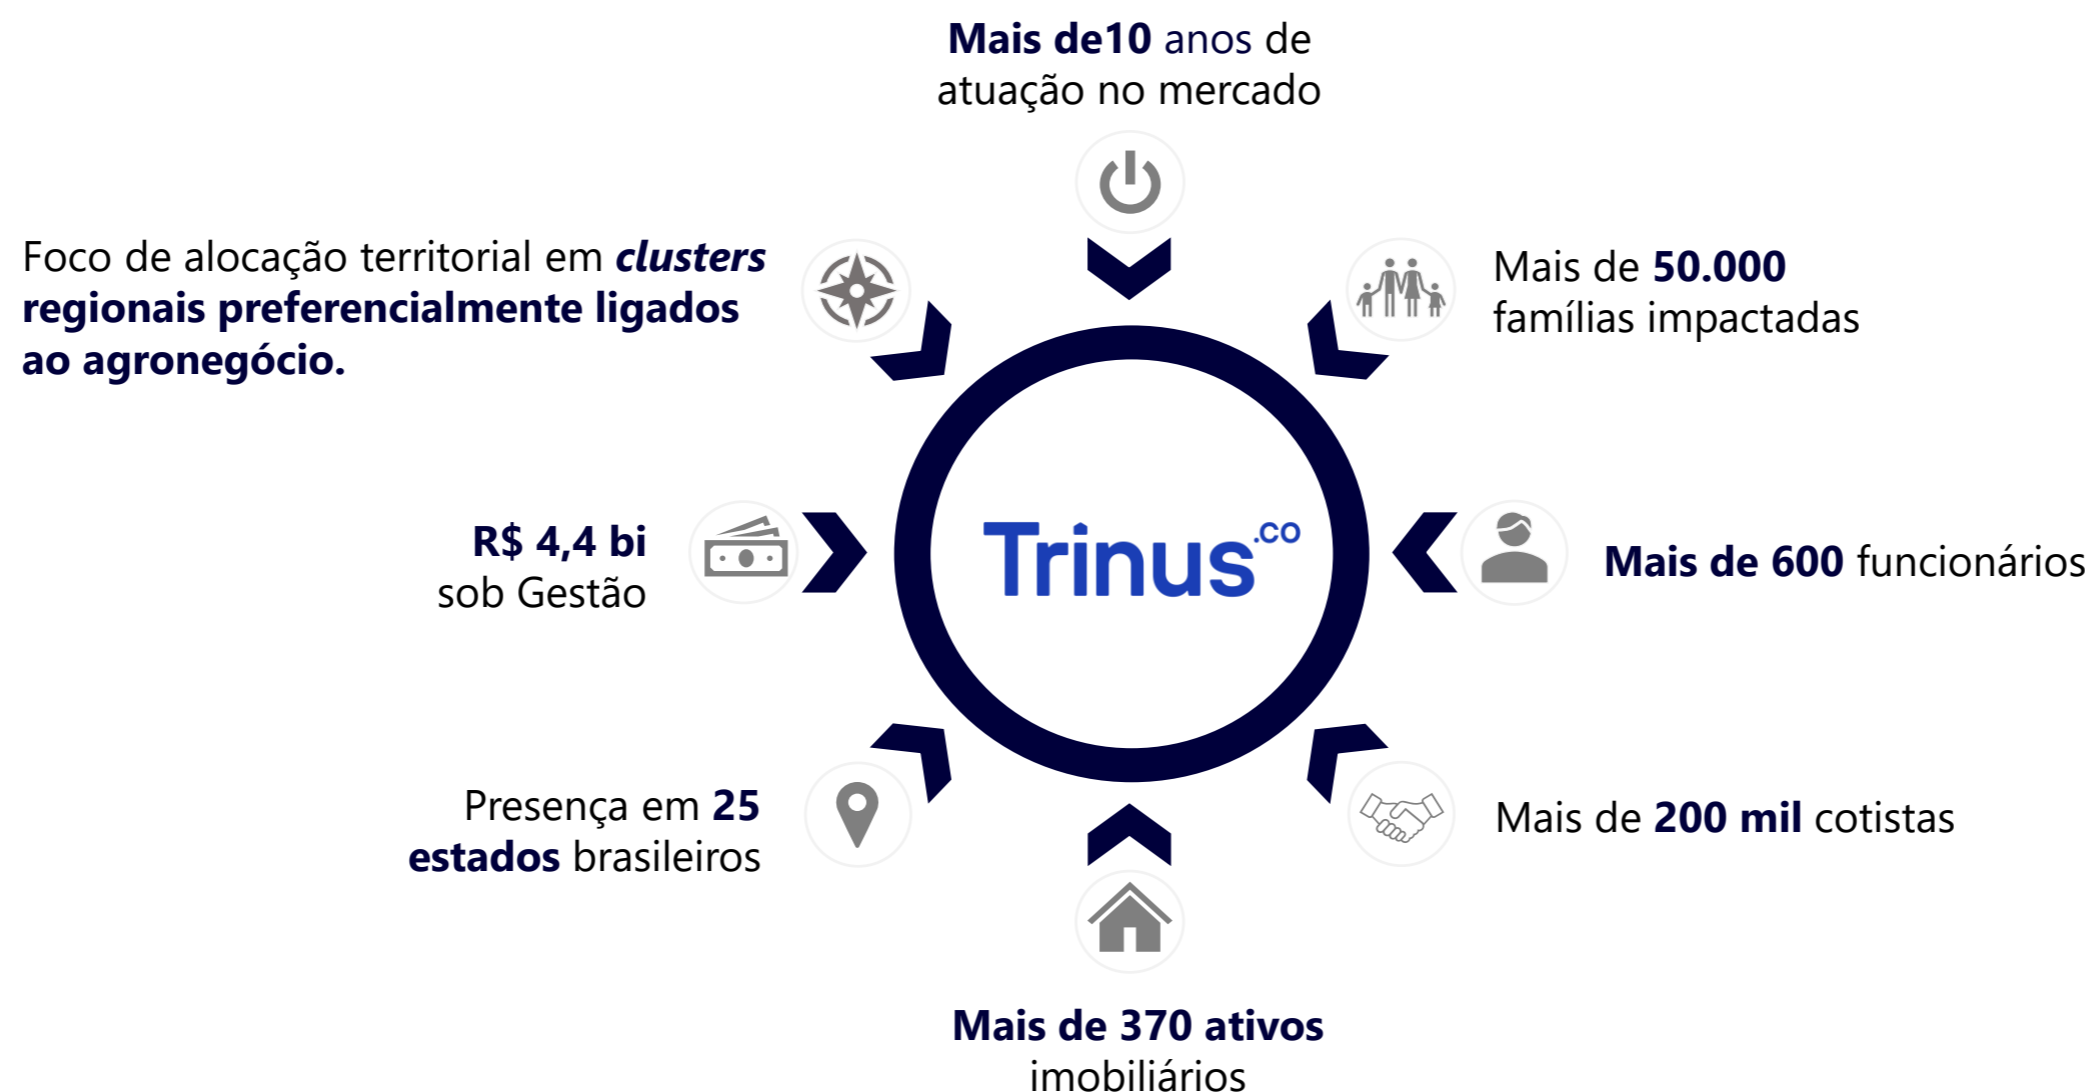 Mais de10 anos de
atuação no mercado
Foco de alocação territorial em clusters
regionais preferencialmente ligados
ao agronegócio.
Mais de 50.000
famílias impactadas
R$ 4,4 bi
sob Gestão
Trinus.co
Mais de 600 funcionários
Presença em 25
estados brasileiros
Mais de 200 mil cotistas
Mais de 370 ativos
imobiliários